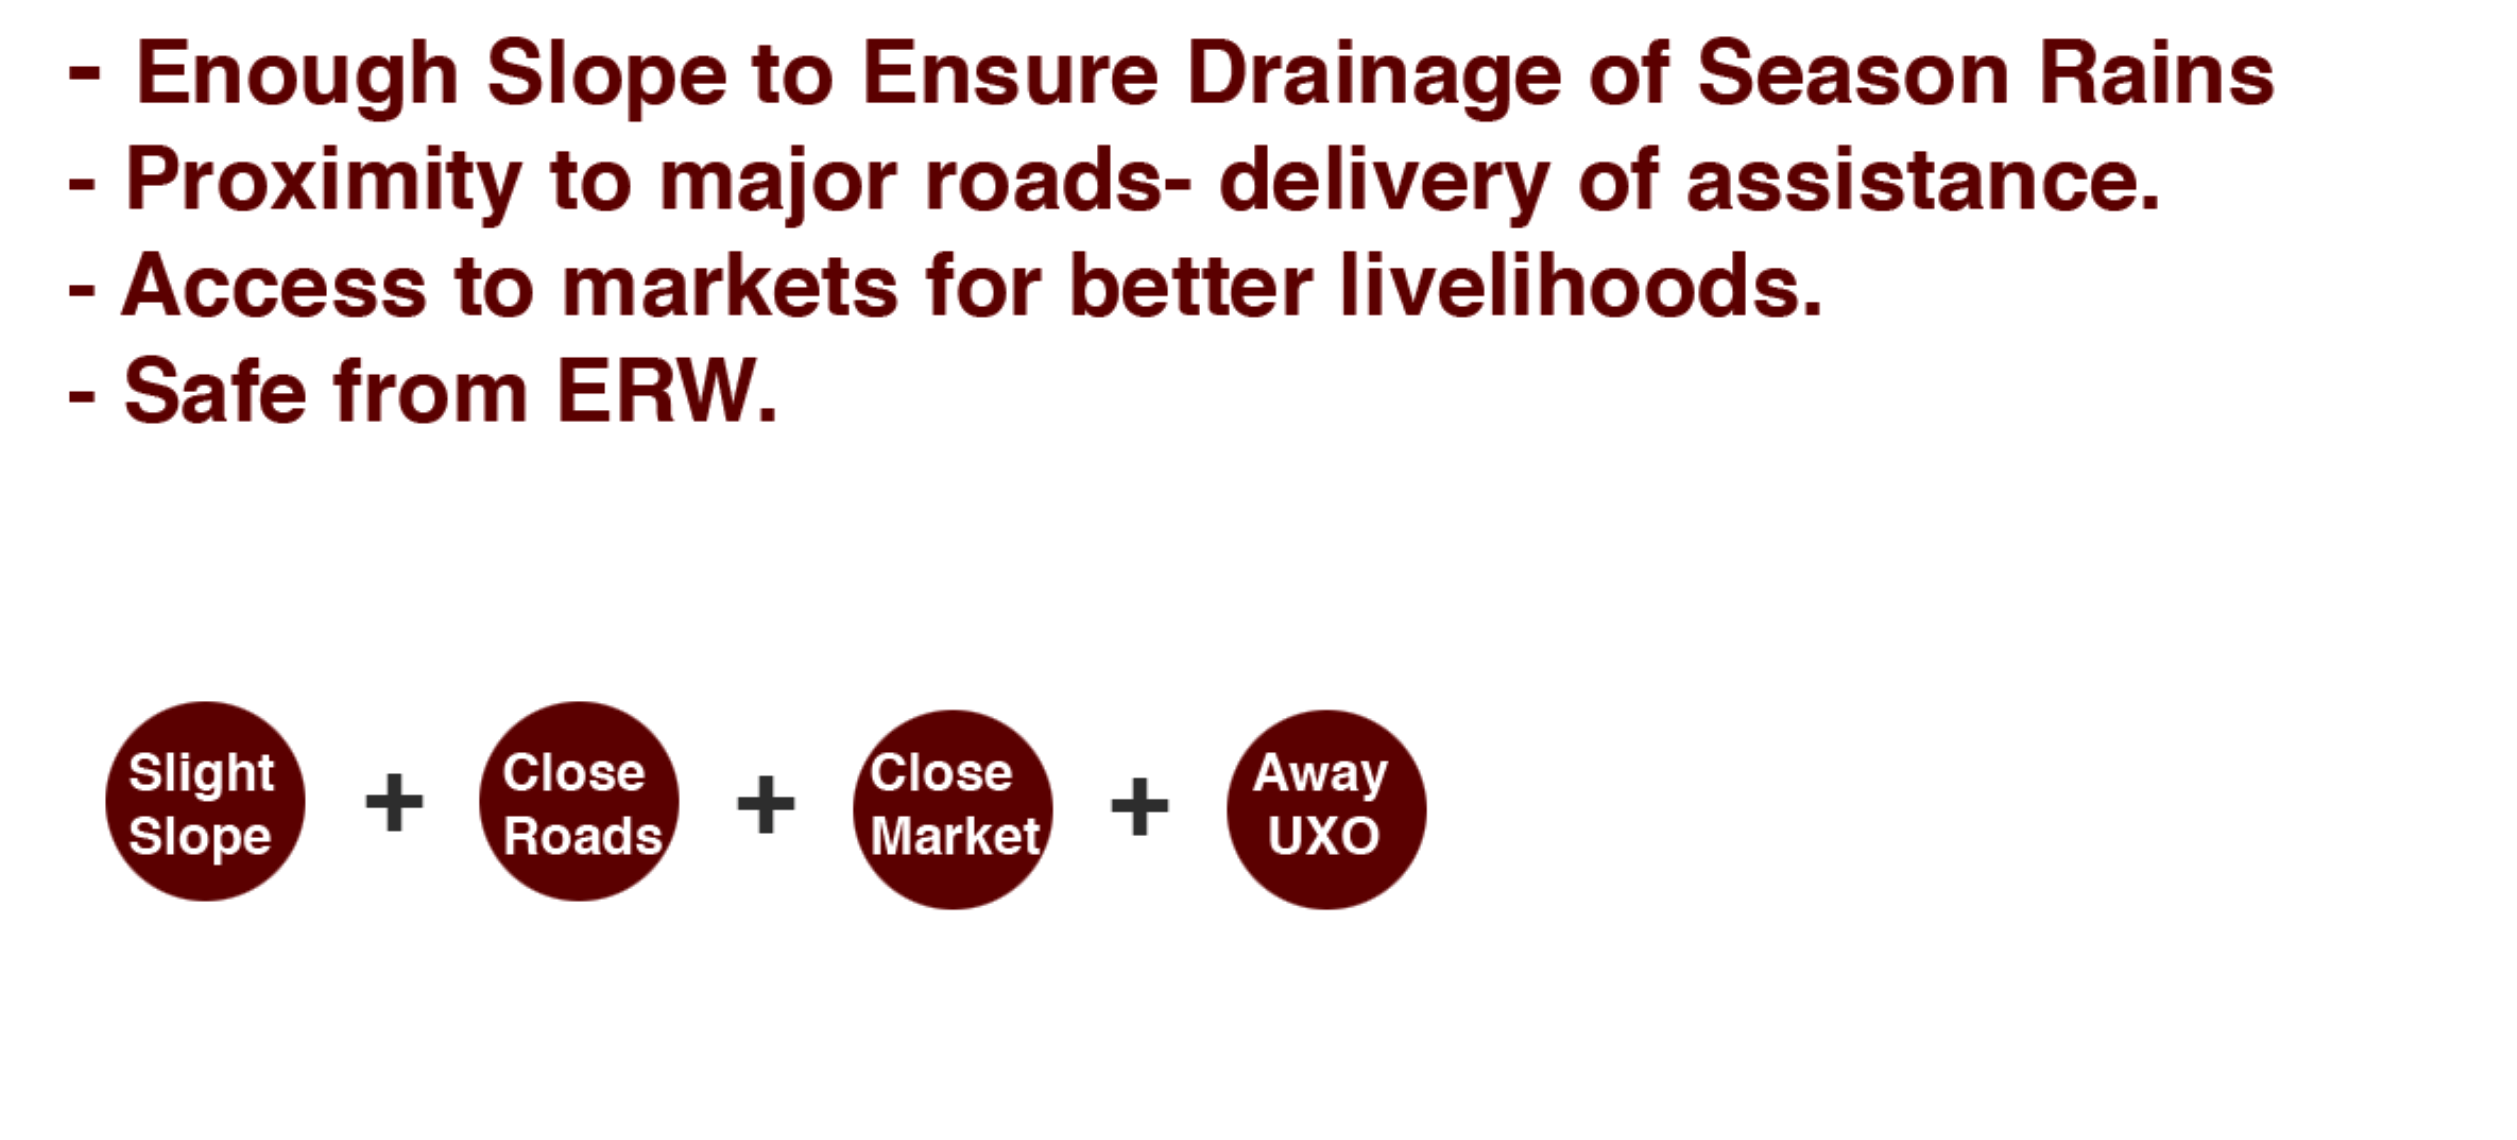 - Enough Slope to Ensure Drainage of Season Rains
- Proximity to major roads- delivery of assistance.
- Access to markets for better livelihoods.
- Safe from ERW.
Slight
Slope
+
Close
Roads
+
Close
Market
+
Away
UXO